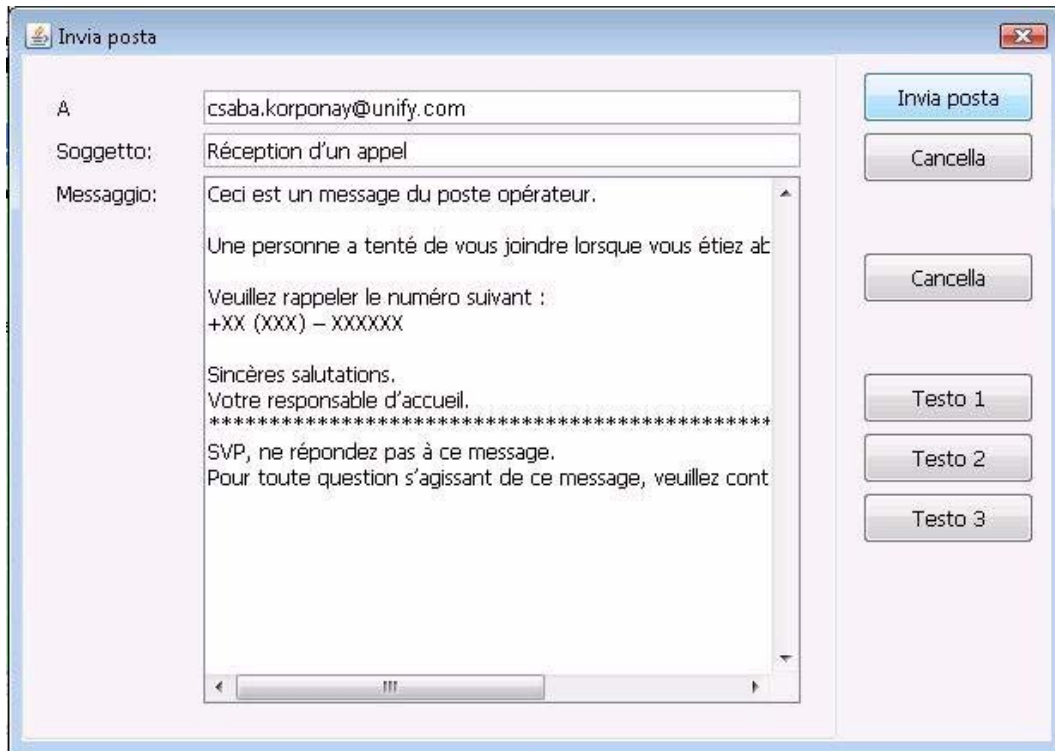 Invia posta
A
csaba.korponay@unify.com
Soggetto:
Réception d'un appel
Messaggio:
Ceci est un message du poste opérateur.
Une personne a tenté de vous joindre lorsque vous étiez ab
Veuillez rappeler le numéro suivant :
+XX (XXX) – XXXXXX
Sincères salutations.
Votre responsable d'accueil.
**************************************************
SVP, ne répondez pas à ce message.
Pour toute question s'agissant de ce message, veuillez cont
Invia posta
Cancella
Cancella
Testo 1
Testo 2
Testo 3